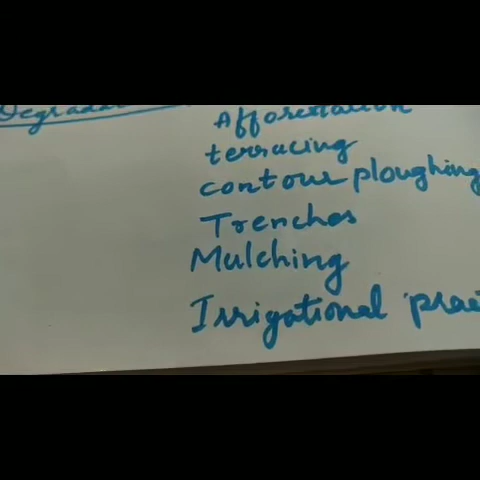 Afforestation
terracing
contour ploughing
Trenches
Mulching
Irrigational